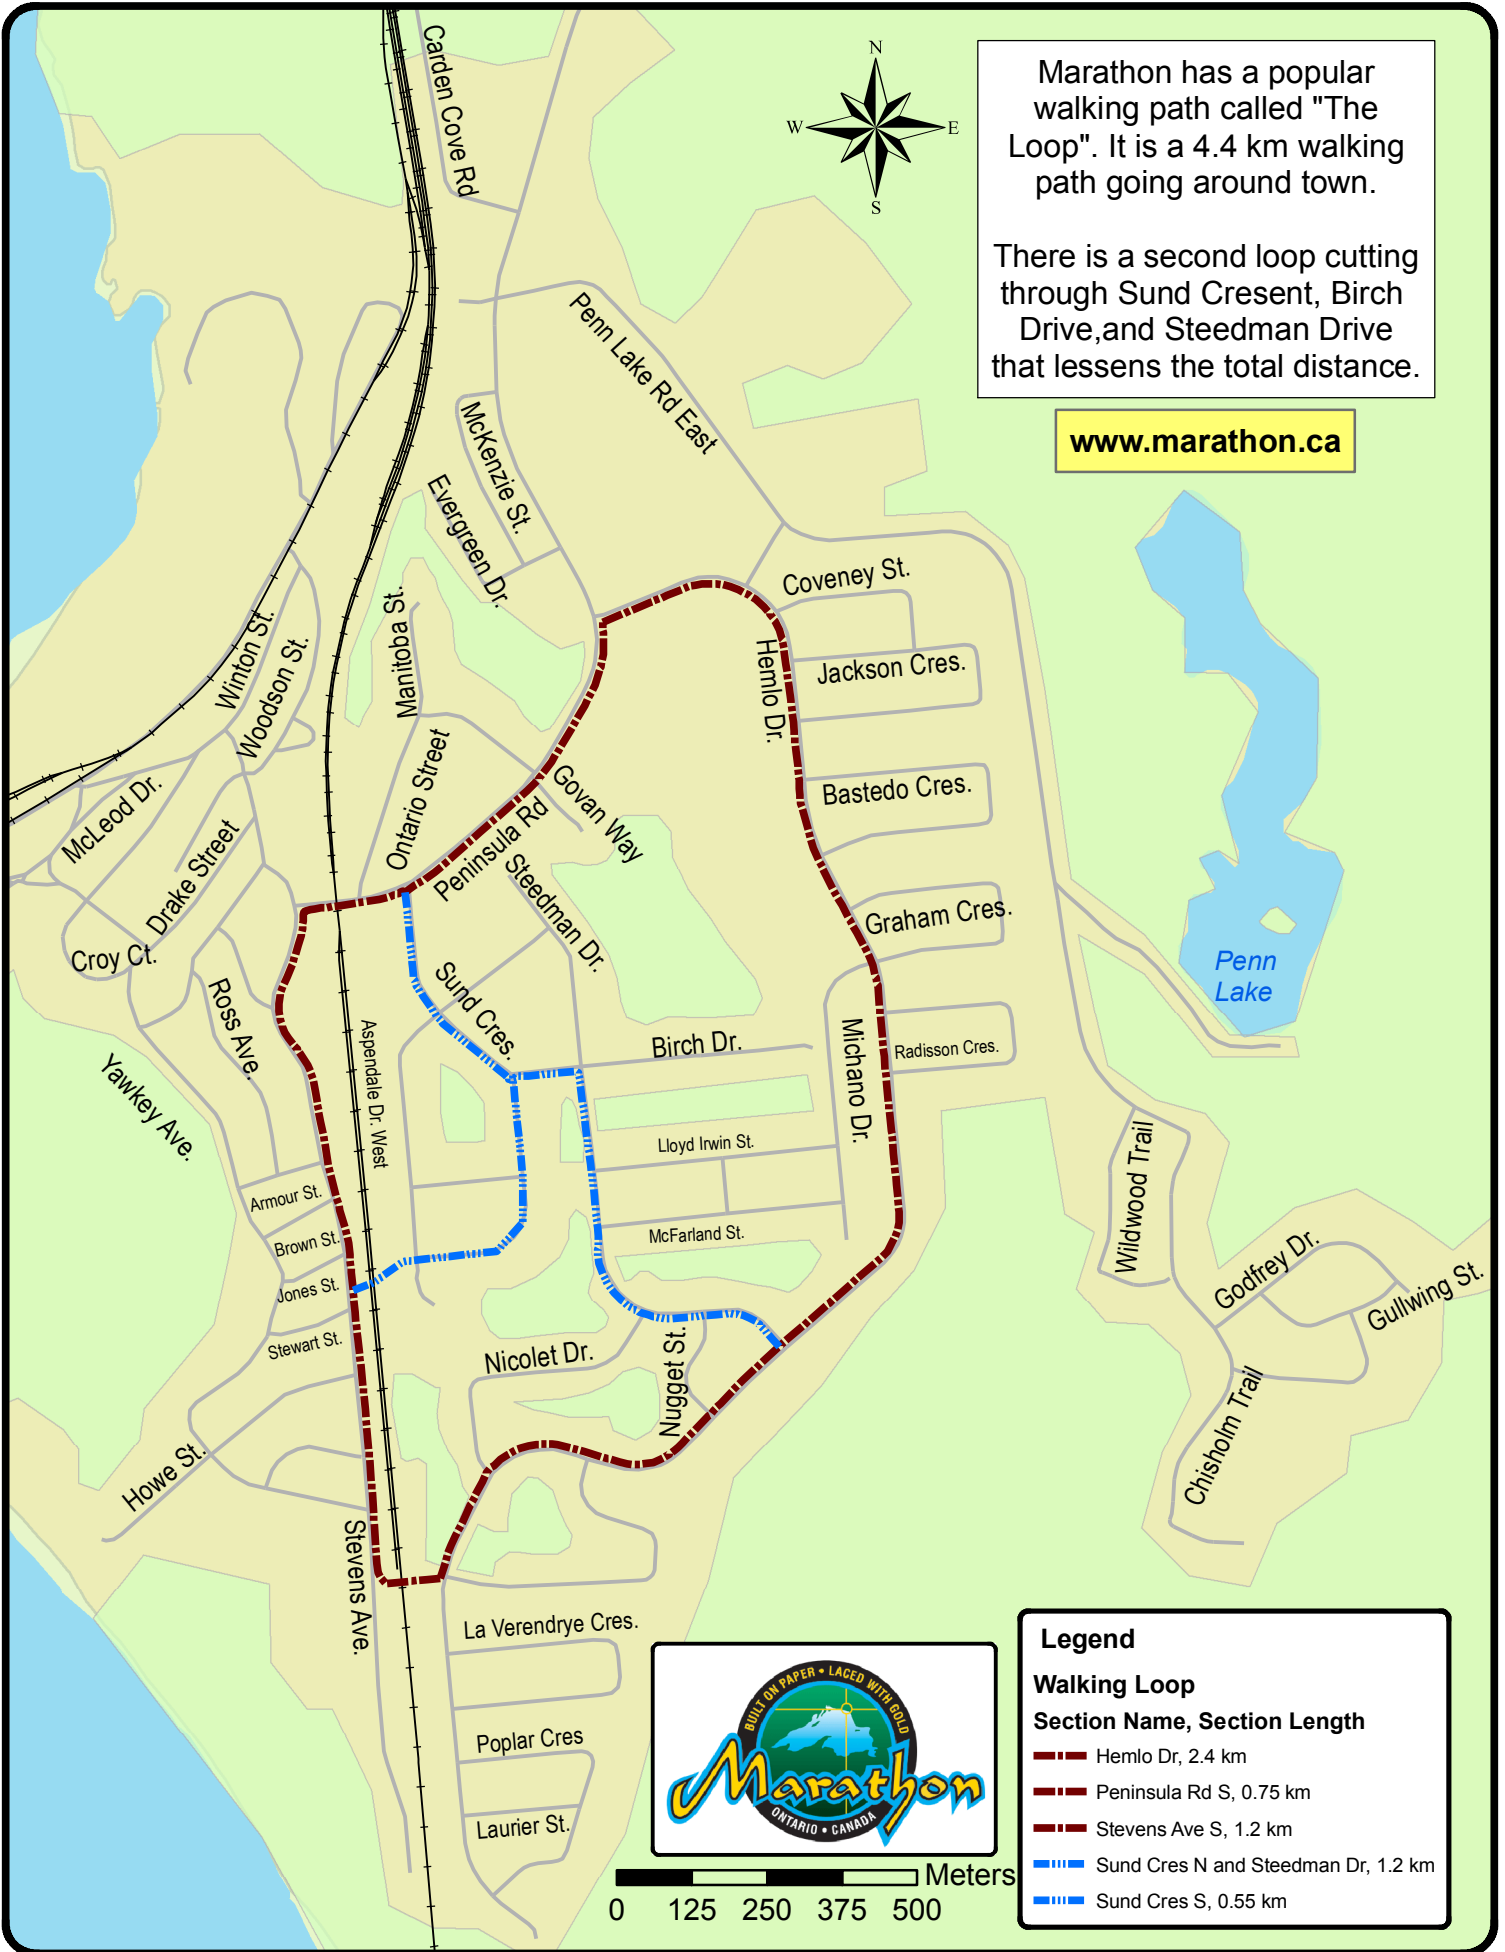 Marathon has a popular
walking path called "The
Loop". It is a 4.4 km walking
path going around town.
There is a second loop cutting
through Sund Cresent, Birch
Drive,and Steedman Drive
that lessens the total distance.
www.marathon.ca
N
W
E
S
Carden Cove Rd
Penn Lake Rd East
McKenzie St.
Evergreen Dr.
Manitoba St.
Coveney St.
Winton St.
Woodson St.
Hemlo Dr.
Jackson Cres.
Ontario Street
Govan Way
Bastedo Cres.
McLeod Dr.
Peninsula Rd
Drake Street
Steedman Dr.
Graham Cres.
Croy Ct.
Sund Cres.
Penn
Lake
Ross Ave.
Aspendale Dr. West
Birch Dr.
Michano Dr.
Radisson Cres.
Yawkey Ave.
Lloyd Irwin St.
Wildwood Trail
Armour St.
Brown St.
McFarland St.
Godfrey Dr.
Jones St.
Gullwing St.
Stewart St.
Nicolet Dr.
Nugget St.
Chisholm Trail
Howe St.
Stevens Ave.
La Verendrye Cres.
Poplar Cres
Laurier St.
BUILT ON PAPER • LACED WITH GOLD
Marathon
ONTARIO • CANADA
Meters
0 125 250 375 500
Legend
Walking Loop
Section Name, Section Length
Hemlo Dr, 2.4 km
Peninsula Rd S, 0.75 km
Stevens Ave S, 1.2 km
Sund Cres N and Steedman Dr, 1.2 km
Sund Cres S, 0.55 km